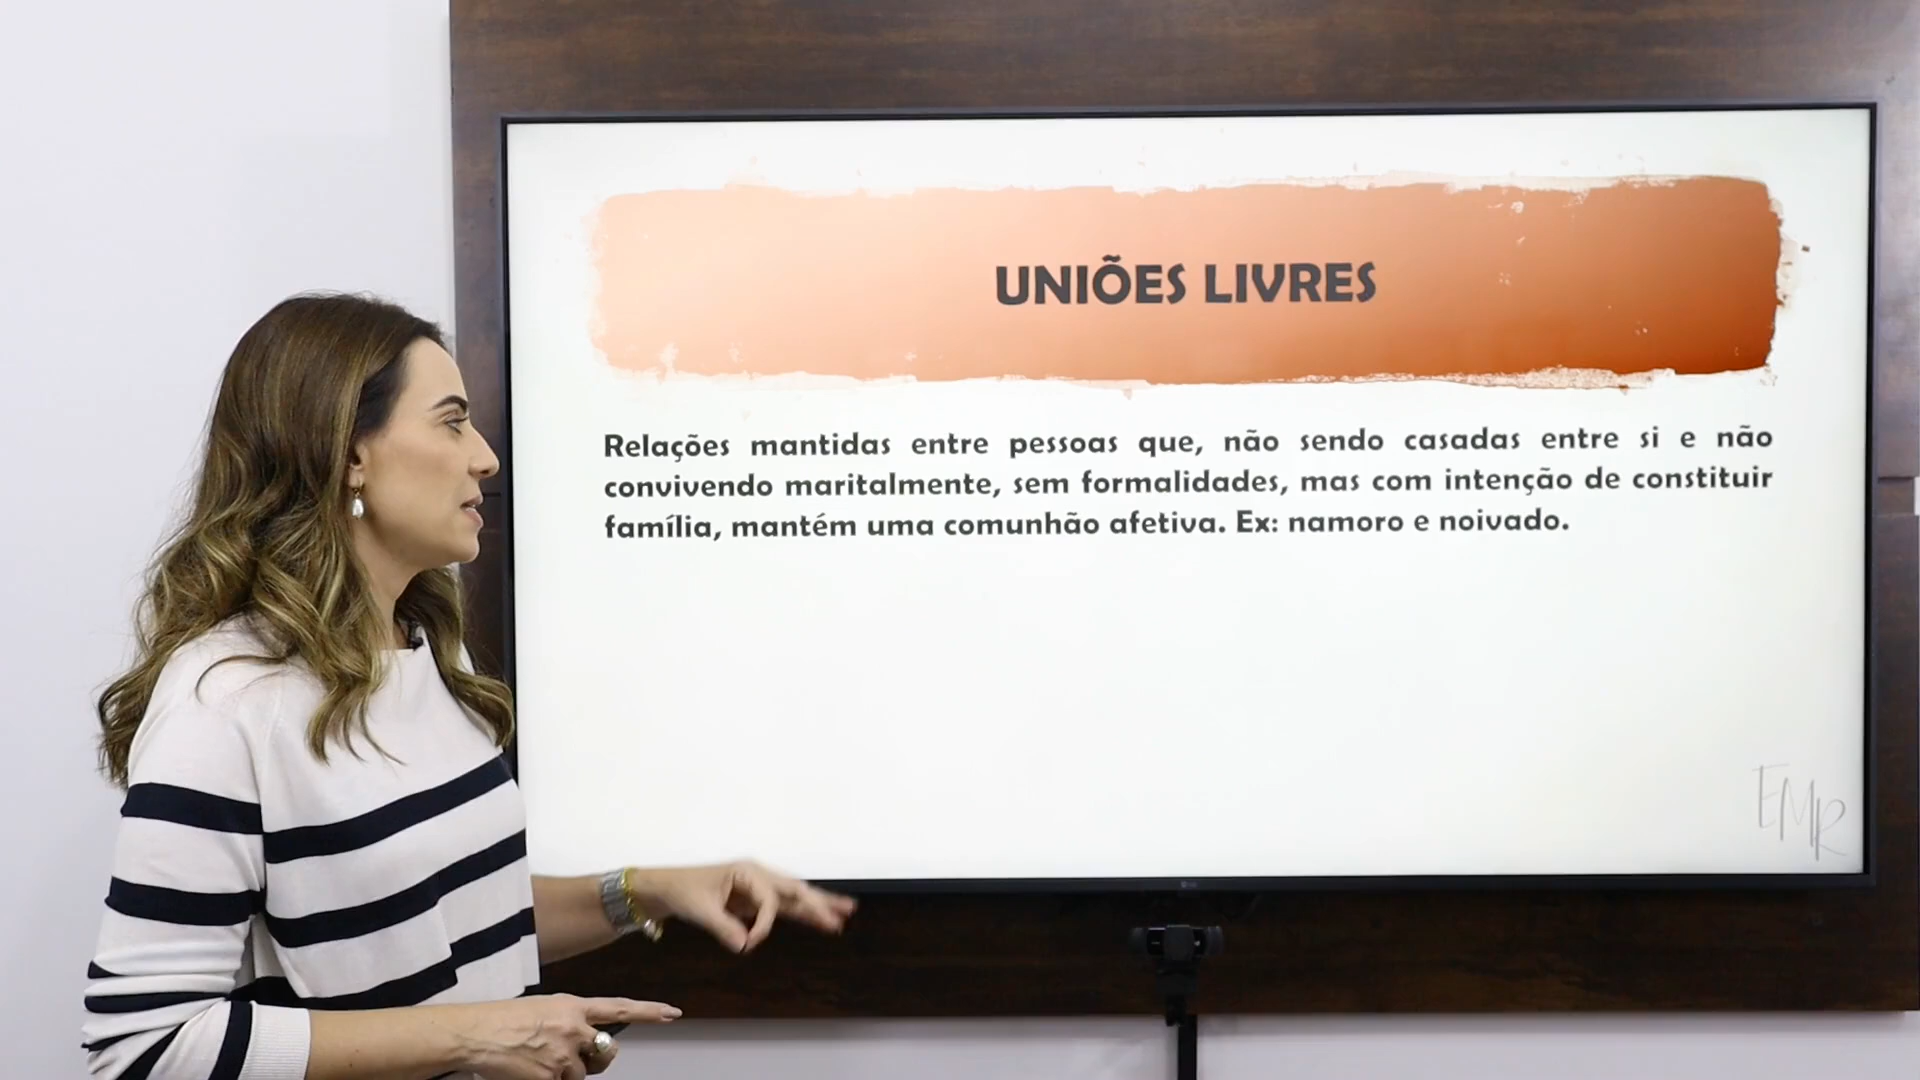 UNIÕES LIVRES
Relações mantidas entre pessoas que, não sendo casadas entre si e não
convivendo maritalmente, sem formalidades, mas com intenção de constituir
família, mantém uma comunhão afetiva. Ex: namoro e noivado.
EMR